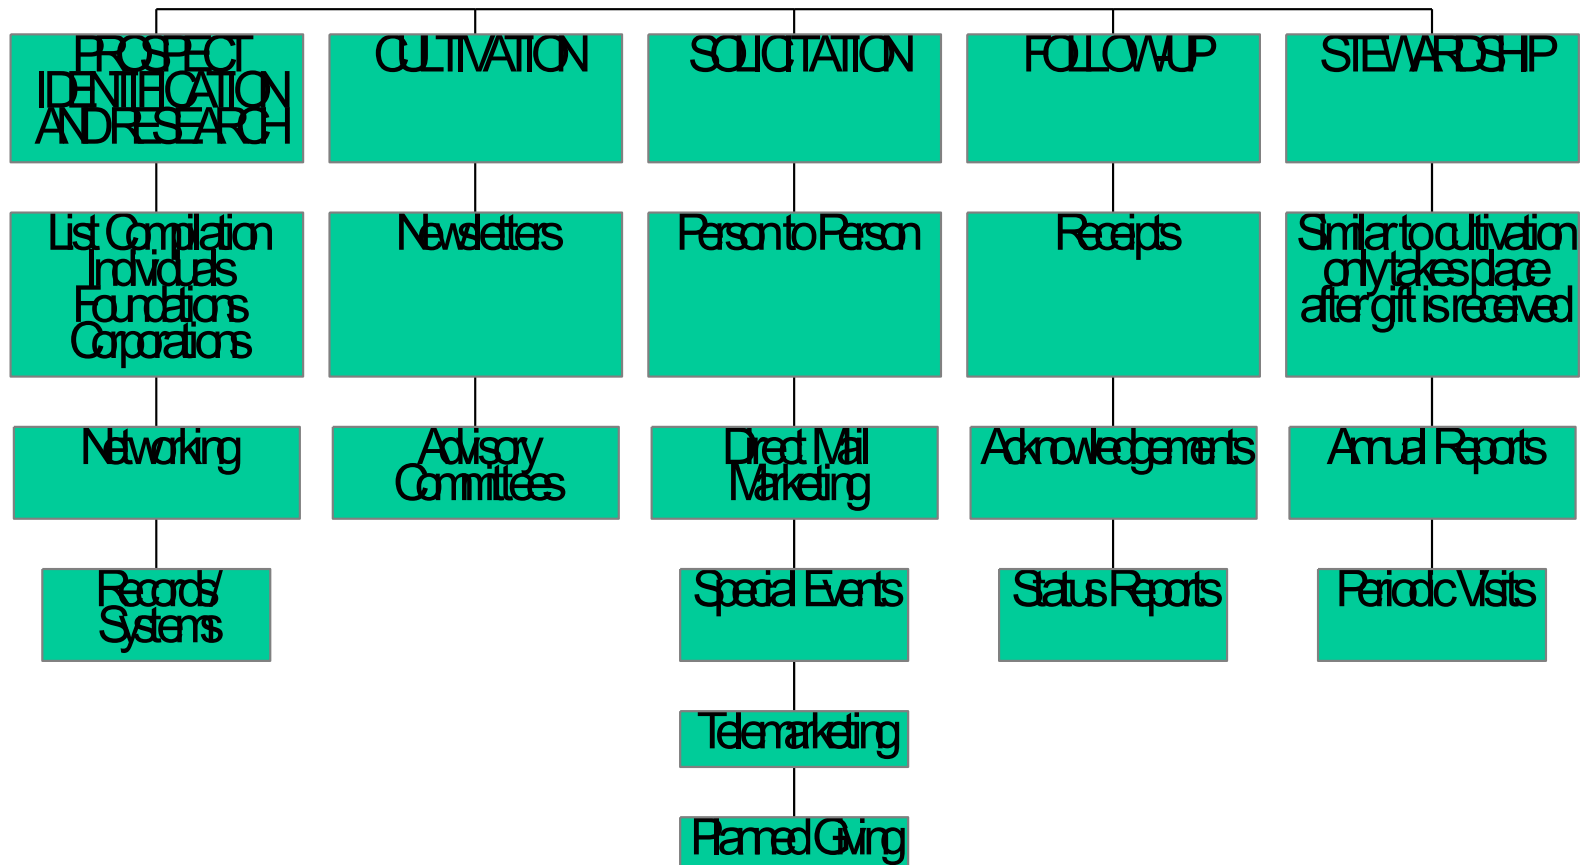 PROSPECT
IDENTIFICATION
AND RESEARCH
CULTIVATION
SOLICITATION
FOLLOW-UP
STEWARDSHIP
List Compilation
Individuals
Foundations
Corporations
Newsletters
Person to Person
Receipts
Similar to cultivation
only takes place
after gift is received
Networking
Advisory
Committees
Direct Mail
Marketing
Acknowledgements
Annual Reports
Records/
Systems
Special Events
Status Reports
Periodic Visits
Telemarketing
Planned Giving